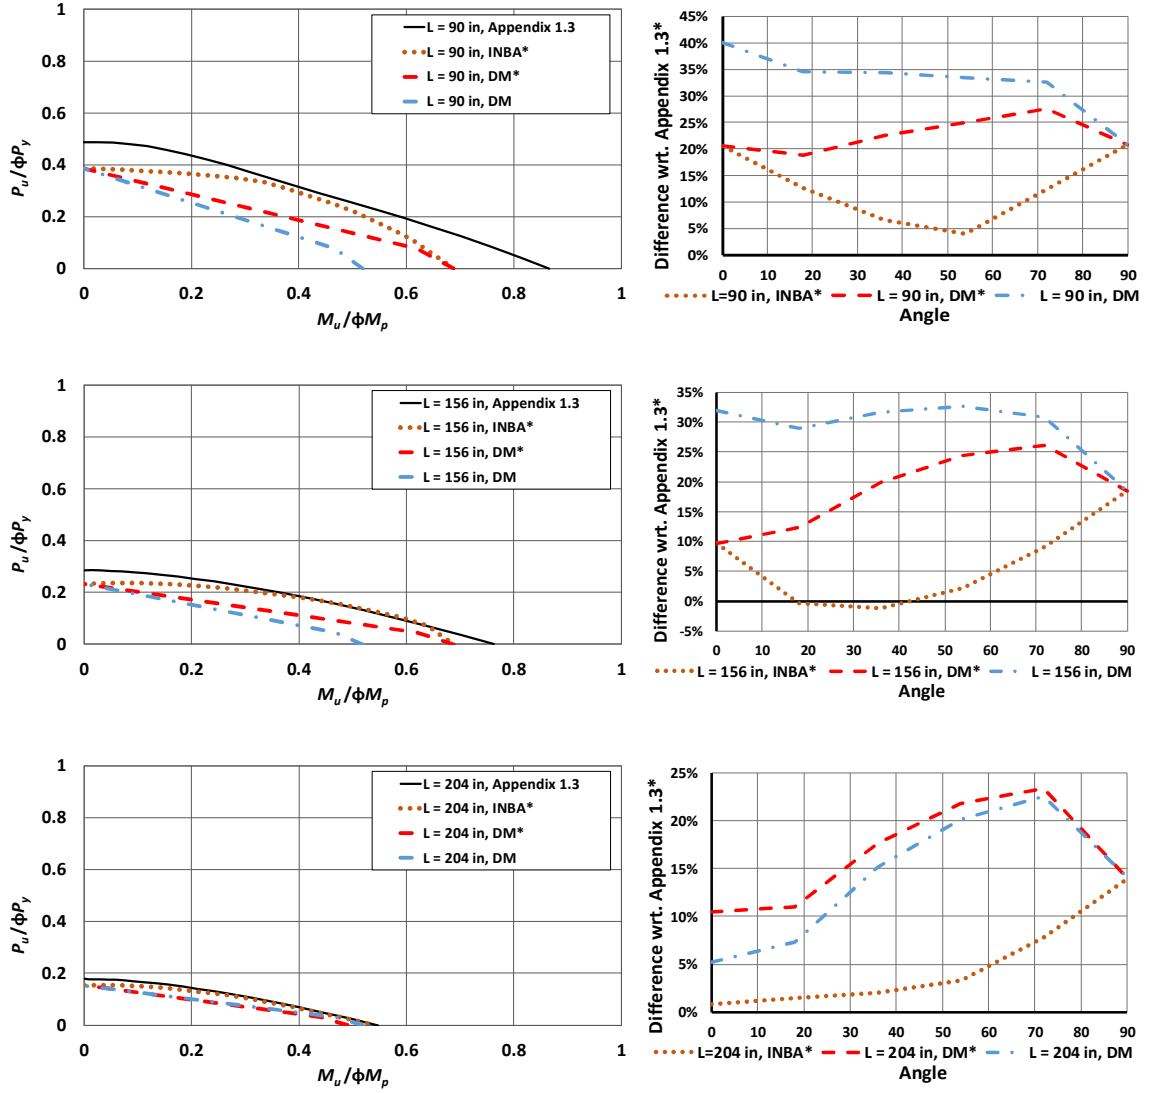 1
0.8
0.6
0.4
0.2
0
0 0.2 0.4 0.6 0.8 1
Pu/ϕPy
Mu/ϕMp
L = 90 in, Appendix 1.3
L = 90 in, INBA*
L = 90 in, DM*
L = 90 in, DM
45%
40%
35%
30%
25%
20%
15%
10%
5%
0%
0 10 20 30 40 50 60 70 80 90
Difference wrt. Appendix 1.3*
L=90 in, INBA* L = 90 in, DM* L = 90 in, DM
Angle
1
0.8
0.6
0.4
0.2
0
0 0.2 0.4 0.6 0.8 1
Pu/ϕPy
Mu/ϕMp
L = 156 in, Appendix 1.3
L = 156 in, INBA*
L = 156 in, DM*
L = 156 in, DM
35%
30%
25%
20%
15%
10%
5%
0%
-5%
0 10 20 30 40 50 60 70 80 90
Difference wrt. Appendix 1.3*
L = 156 in, INBA* L = 156 in, DM* L = 156 in, DM
Angle
1
0.8
0.6
0.4
0.2
0
0 0.2 0.4 0.6 0.8 1
Pu/ϕPy
Mu/ϕMp
L = 204 in, Appendix 1.3
L = 204 in, INBA*
L = 204 in, DM*
L = 204 in, DM
25%
20%
15%
10%
5%
0%
0 10 20 30 40 50 60 70 80 90
Difference wrt. Appendix 1.3*
L=204 in, INBA* L = 204 in, DM* L = 204 in, DM
Angle